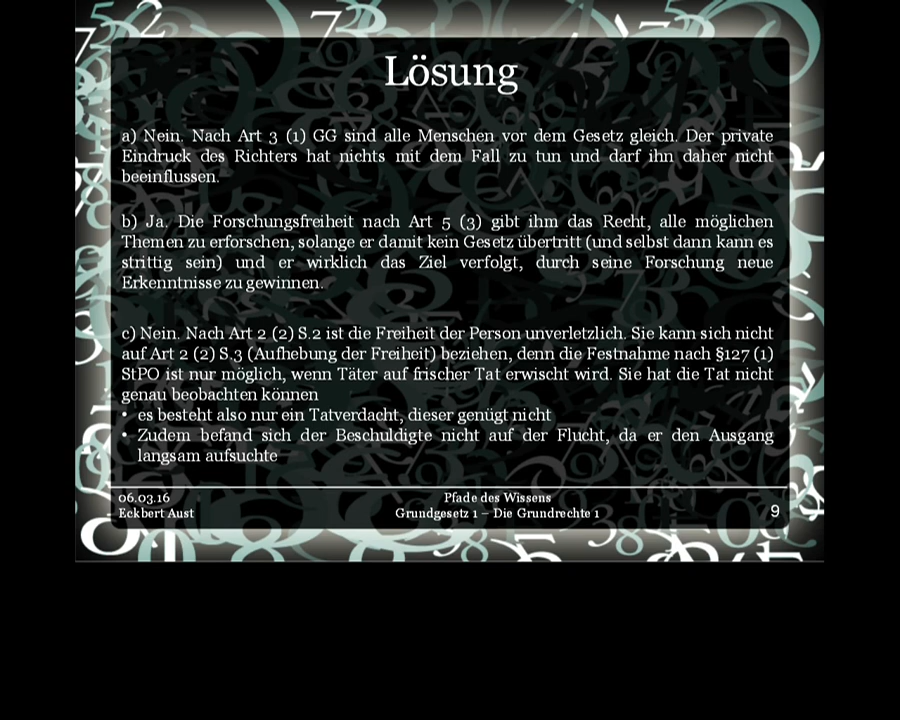 Lösung
a) Nein. Nach Art 3 (1) GG sind alle Menschen vor dem Gesetz gleich. Der private
Eindruck des Richters hat nichts mit dem Fall zu tun und darf ihn daher nicht
beeinflussen.
b) Ja. Die Forschungsfreiheit nach Art 5 (3) gibt ihm das Recht, alle möglichen
Themen zu erforschen, solange er damit kein Gesetz übertritt (und selbst dann kann es
strittig sein) und er wirklich das Ziel verfolgt, durch seine Forschung neue
Erkenntnisse zu gewinnen.
c) Nein. Nach Art 2 (2) S.2 ist die Freiheit der Person unverletzlich. Sie kann sich nicht
auf Art 2 (2) S.3 (Aufhebung der Freiheit) beziehen, denn die Festnahme nach §127 (1)
StPO ist nur möglich, wenn Täter auf frischer Tat erwischt wird. Sie hat die Tat nicht
genau beobachten können
• es besteht also nur ein Tatverdacht, dieser genügt nicht
• Zudem befand sich der Beschuldigte nicht auf der Flucht, da er den Ausgang
langsam aufsuchte
06.03.16
Eckbert Aust
Pfade des Wissens
Grundgesetz 1 – Die Grundrechte 1
9